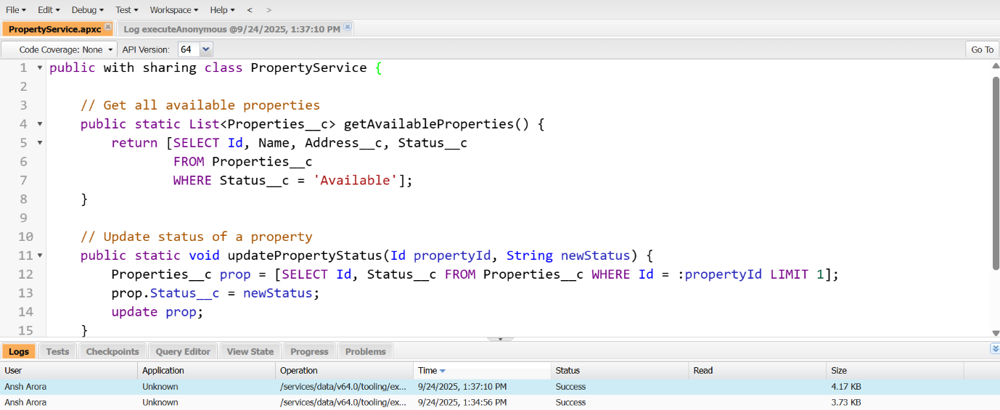 File Edit Debug Test Workspace Help < >
PropertyService.apxc Log executeAnonymous @9/24/2025, 1:37:10 PM
Code Coverage: None API Version: 64 Go To
1 public with sharing class PropertyService {
2
3 // Get all available properties
4 public static List<Properties__c> getAvailableProperties() {
5 return [SELECT Id, Name, Address__c, Status__c
6 FROM Properties__c
7 WHERE Status__c = 'Available'];
8 }
9
10 // Update status of a property
11 public static void updatePropertyStatus(Id propertyId, String newStatus) {
12 Properties__c prop = [SELECT Id, Status__c FROM Properties__c WHERE Id = :propertyId LIMIT 1];
13 prop.Status__c = newStatus;
14 update prop;
15 }
Logs Tests Checkpoints Query Editor View State Progress Problems
User Application Operation Time Status Read Size
Ansh Arora Unknown /services/data/v64.0/tooling/ex... 9/24/2025, 1:37:10 PM Success 4.17 KB
Ansh Arora Unknown /services/data/v64.0/tooling/ex... 9/24/2025, 1:34:56 PM Success 3.73 KB